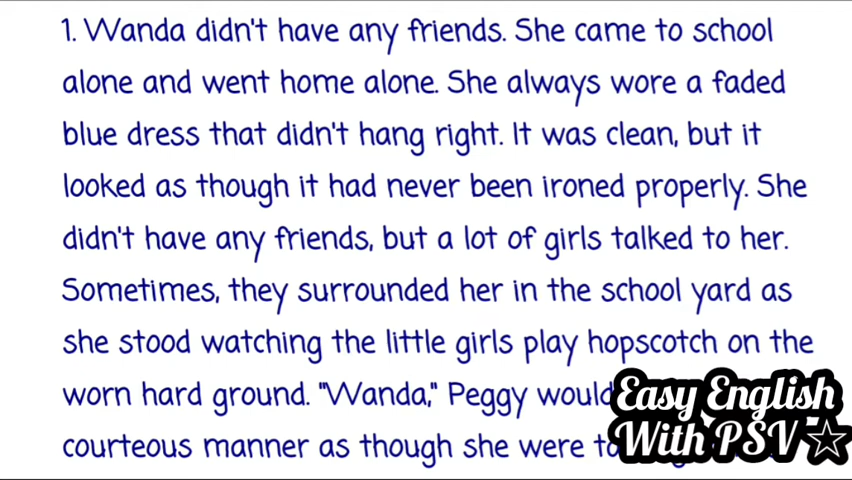 1. Wanda didn't have any friends. She came to school
alone and went home alone. She always wore a faded
blue dress that didn't hang right. It was clean, but it
looked as though it had never been ironed properly. She
didn't have any friends, but a lot of girls talked to her.
Sometimes, they surrounded her in the school yard as
she stood watching the little girls play hopscotch on the
worn hard ground. "Wanda," Peggy would
courteous manner as though she were
Easy English
With PSV ☆